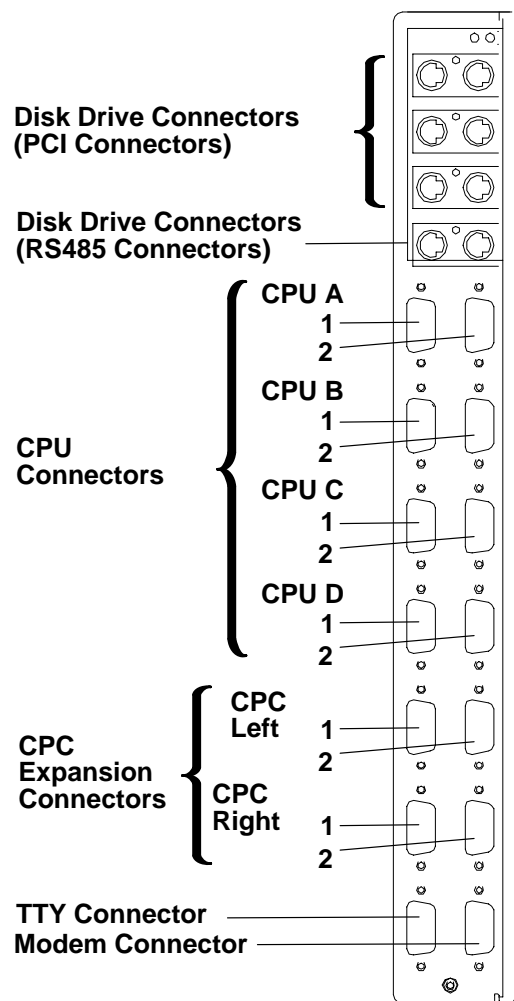 Disk Drive Connectors
(PCI Connectors)
Disk Drive Connectors
(RS485 Connectors)
CPU A
1
2
CPU B
1
2
CPU
Connectors
CPU C
1
2
CPU D
1
2
CPC
Left
1
2
CPC
Expansion
Connectors
CPC
Right
1
2
TTY Connector
Modem Connector